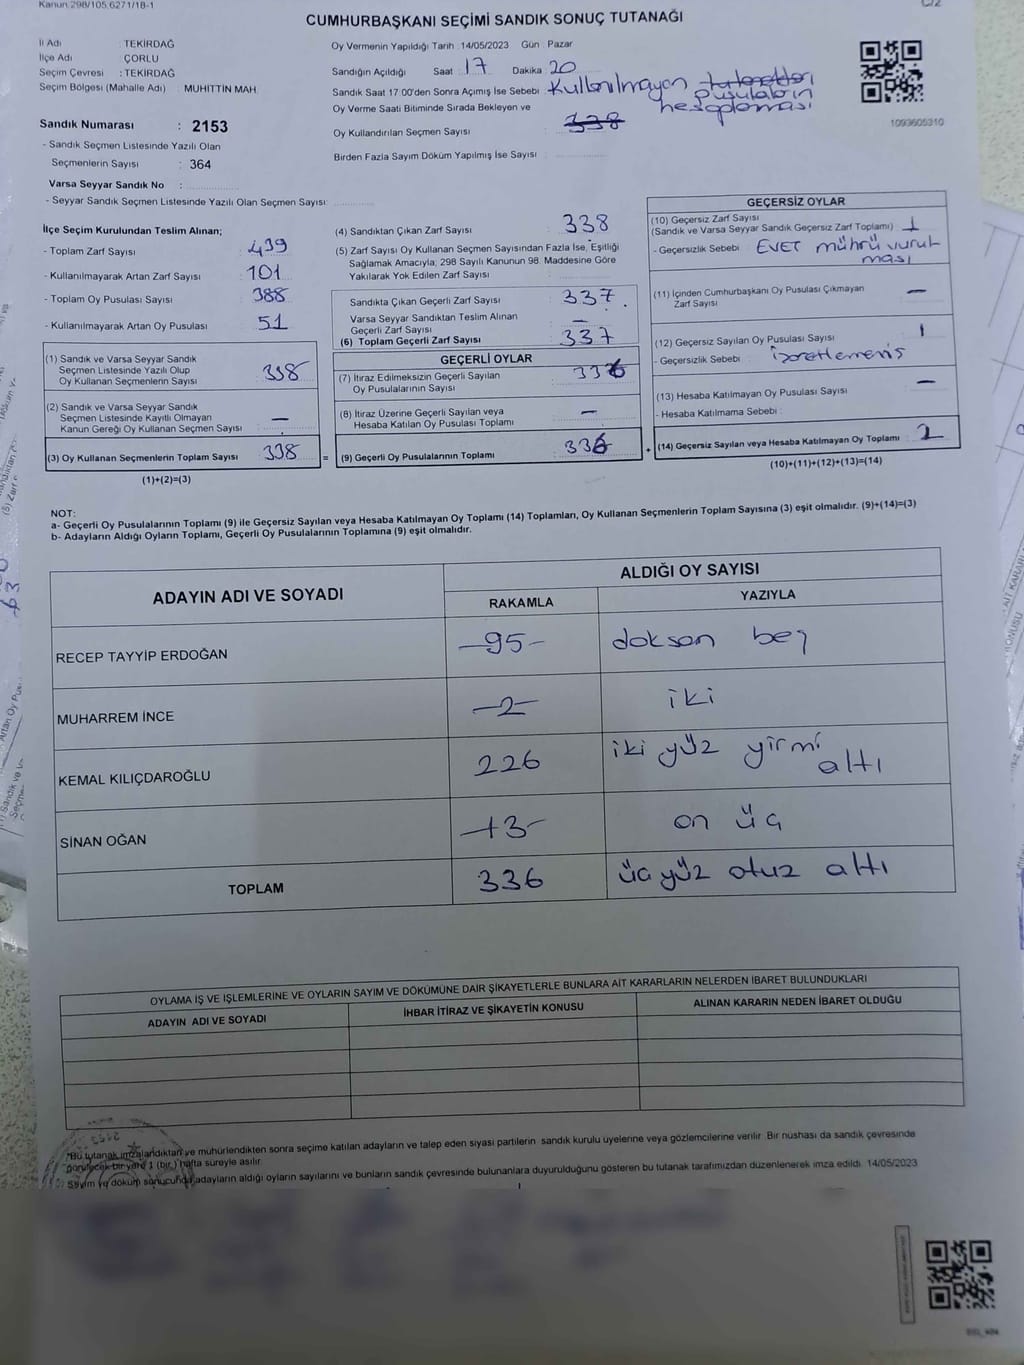 Kanun 298/105.6271/18-1
C/2
CUMHURBAŞKANI SEÇİMİ SANDIK SONUÇ TUTANAĞI
İl Adı : TEKİRDAĞ
İlçe Adı : ÇORLU
Seçim Çevresi : TEKİRDAĞ
Seçim Bölgesi (Mahalle Adı) : MUHİTTİN MAH.
Oy Vermenin Yapıldığı Tarih : 14/05/2023 Gün : Pazar
Sandığın Açıldığı Saat : 17 Dakika : 20
Sandık Saat 17.00'den Sonra Açımış İse Sebebi : Kullanılmayan pusulaların hesaplaması
Oy Verme Saati Bitiminde Sırada Bekleyen ve
Oy Kullandırılan Seçmen Sayısı : 338
Birden Fazla Sayım Döküm Yapılmış İse Sayısı :
1093605310
Sandık Numarası : 2153
- Sandık Seçmen Listesinde Yazılı Olan
Seçmenlerin Sayısı : 364
Varsa Seyyar Sandık No :
- Seyyar Sandık Seçmen Listesinde Yazılı Olan Seçmen Sayısı:
İlçe Seçim Kurulundan Teslim Alınan;
- Toplam Zarf Sayısı : 439
- Kullanılmayarak Artan Zarf Sayısı : 101
- Toplam Oy Pusulası Sayısı : 388
- Kullanılmayarak Artan Oy Pusulası : 51
(1) Sandık ve Varsa Seyyar Sandık
Seçmen Listesinde Yazılı Olup
Oy Kullanan Seçmenlerin Sayısı : 338
(2) Sandık ve Varsa Seyyar Sandık
Seçmen Listesinde Kayıtlı Olmayan
Kanun Gereği Oy Kullanan Seçmen Sayısı : —
(3) Oy Kullanan Seçmenlerin Toplam Sayısı : 338
(1)+(2)=(3)
(4) Sandıktan Çıkan Zarf Sayısı : 338
(5) Zarf Sayısı Oy Kullanan Seçmen Sayısından Fazla İse, Eşitliği
Sağlamak Amacıyla; 298 Sayılı Kanunun 98. Maddesine Göre
Yakılarak Yok Edilen Zarf Sayısı :
Sandıkta Çıkan Geçerli Zarf Sayısı : 337
Varsa Seyyar Sandıktan Teslim Alınan
Geçerli Zarf Sayısı : —
(6) Toplam Geçerli Zarf Sayısı : 337
GEÇERLİ OYLAR
(7) İtiraz Edilmeksizin Geçerli Sayılan
Oy Pusulalarının Sayısı : 336
(8) İtiraz Üzerine Geçerli Sayılan veya
Hesaba Katılan Oy Pusulası Toplamı : —
= (9) Geçerli Oy Pusulalarının Toplamı : 336
GEÇERSİZ OYLAR
(10) Geçersiz Zarf Sayısı
(Sandık ve Varsa Seyyar Sandık Geçersiz Zarf Toplamı) : 1
- Geçersizlik Sebebi : EVET mührü vurulması
(11) İçinden Cumhurbaşkanı Oy Pusulası Çıkmayan
Zarf Sayısı : —
(12) Geçersiz Sayılan Oy Pusulası Sayısı : 1
- Geçersizlik Sebebi : işaretlememiş
(13) Hesaba Katılmayan Oy Pusulası Sayısı : —
- Hesaba Katılmama Sebebi :
+ (14) Geçersiz Sayılan veya Hesaba Katılmayan Oy Toplamı : 2
(10)+(11)+(12)+(13)=(14)
NOT:
a- Geçerli Oy Pusulalarının Toplamı (9) ile Geçersiz Sayılan veya Hesaba Katılmayan Oy Toplamı (14) Toplamları, Oy Kullanan Seçmenlerin Toplam Sayısına (3) eşit olmalıdır. (9)+(14)=(3)
b- Adayların Aldığı Oyların Toplamı, Geçerli Oy Pusulalarının Toplamına (9) eşit olmalıdır.
ADAYIN ADI VE SOYADI
ALDIĞI OY SAYISI
RAKAMLA YAZIYLA
RECEP TAYYİP ERDOĞAN -95- doksan beş
MUHARREM İNCE -2- iki
KEMAL KILIÇDAROĞLU 226 iki yüz yirmi altı
SİNAN OĞAN -13- on üç
TOPLAM 336 üç yüz otuz altı
OYLAMA İŞ VE İŞLEMLERİNE VE OYLARIN SAYIM VE DÖKÜMÜNE DAİR ŞİKAYETLERLE BUNLARA AİT KARARLARIN NELERDEN İBARET BULUNDUKLARI
ADAYIN ADI VE SOYADI İHBAR İTİRAZ VE ŞİKAYETİN KONUSU ALINAN KARARIN NEDEN İBARET OLDUĞU
*Bu tutanak imzalandıktan ve mühürlendikten sonra seçime katılan adayların ve talep eden siyasi partilerin sandık kurulu üyelerine veya gözlemcilerine verilir. Bir nüshası da sandık çevresinde
görülecek bir yere 1 (bir) hafta süreyle asılır.
Sayım ve döküm sonucunda adayların aldığı oyların sayılarını ve bunların sandık çevresinde bulunanlara duyurulduğunu gösteren bu tutanak tarafımızdan düzenlenerek imza edildi. 14/05/2023